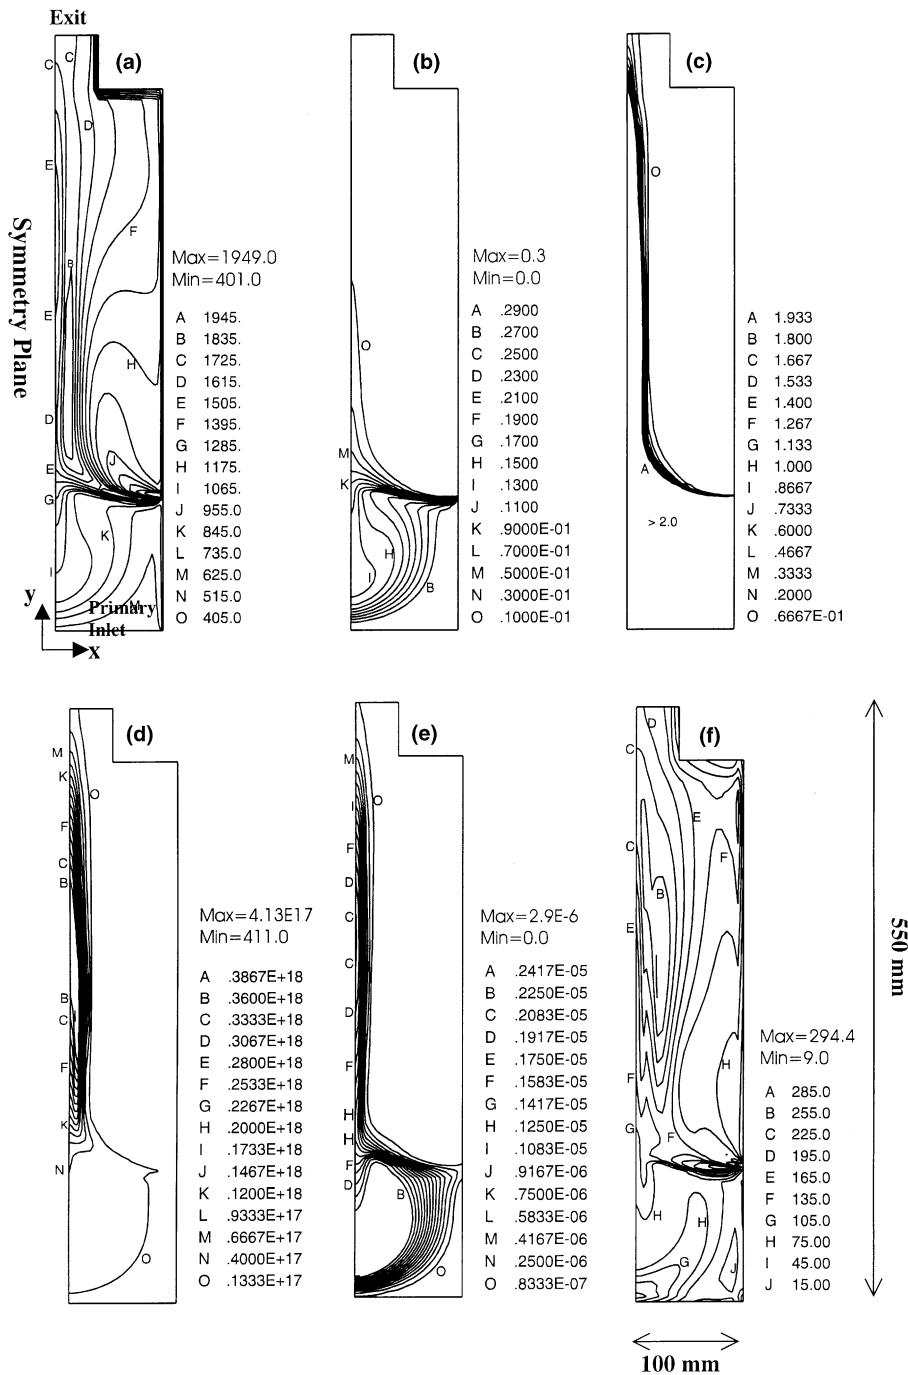 Exit
(a)
(b)
(c)
C
C
D
E
F
B
E
H
D
J
E
G
K
I
M
Symmetry Plane
y
Primary
Inlet
x
Max=1949.0
Min=401.0
A 1945.
B 1835.
C 1725.
D 1615.
E 1505.
F 1395.
G 1285.
H 1175.
I 1065.
J 955.0
K 845.0
L 735.0
M 625.0
N 515.0
O 405.0
O
M
K
H
I
B
Max=0.3
Min=0.0
A .2900
B .2700
C .2500
D .2300
E .2100
F .1900
G .1700
H .1500
I .1300
J .1100
K .9000E-01
L .7000E-01
M .5000E-01
N .3000E-01
O .1000E-01
O
A
> 2.0
A 1.933
B 1.800
C 1.667
D 1.533
E 1.400
F 1.267
G 1.133
H 1.000
I .8667
J .7333
K .6000
L .4667
M .3333
N .2000
O .6667E-01
(d)
(e)
(f)
M
K
O
F
C
B
B
C
F
K
N
O
Max=4.13E17
Min=411.0
A .3867E+18
B .3600E+18
C .3333E+18
D .3067E+18
E .2800E+18
F .2533E+18
G .2267E+18
H .2000E+18
I .1733E+18
J .1467E+18
K .1200E+18
L .9333E+17
M .6667E+17
N .4000E+17
O .1333E+17
M
I
O
F
D
C
C
D
F
H
H
F
D
B
O
Max=2.9E-6
Min=0.0
A .2417E-05
B .2250E-05
C .2083E-05
D .1917E-05
E .1750E-05
F .1583E-05
G .1417E-05
H .1250E-05
I .1083E-05
J .9167E-06
K .7500E-06
L .5833E-06
M .4167E-06
N .2500E-06
O .8333E-07
D
C
E
C
F
B
E
H
F
G
F
H
H
G
J
Max=294.4
Min=9.0
A 285.0
B 255.0
C 225.0
D 195.0
E 165.0
F 135.0
G 105.0
H 75.00
I 45.00
J 15.00
550 mm
100 mm